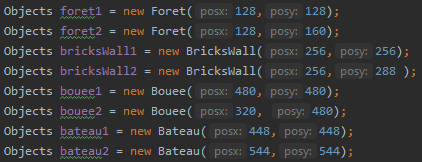 Objects foret1 = new Foret( posx: 128, posy: 128);
Objects foret2 = new Foret( posx: 128, posy: 160);
Objects bricksWall1 = new BricksWall( posx: 256, posy: 256);
Objects bricksWall2 = new BricksWall( posx: 256, posy: 288 );
Objects bouee1 = new Bouee( posx: 480, posy: 480);
Objects bouee2 = new Bouee( posx: 320, posy: 480);
Objects bateau1 = new Bateau( posx: 448, posy: 448);
Objects bateau2 = new Bateau( posx: 544, posy: 544);